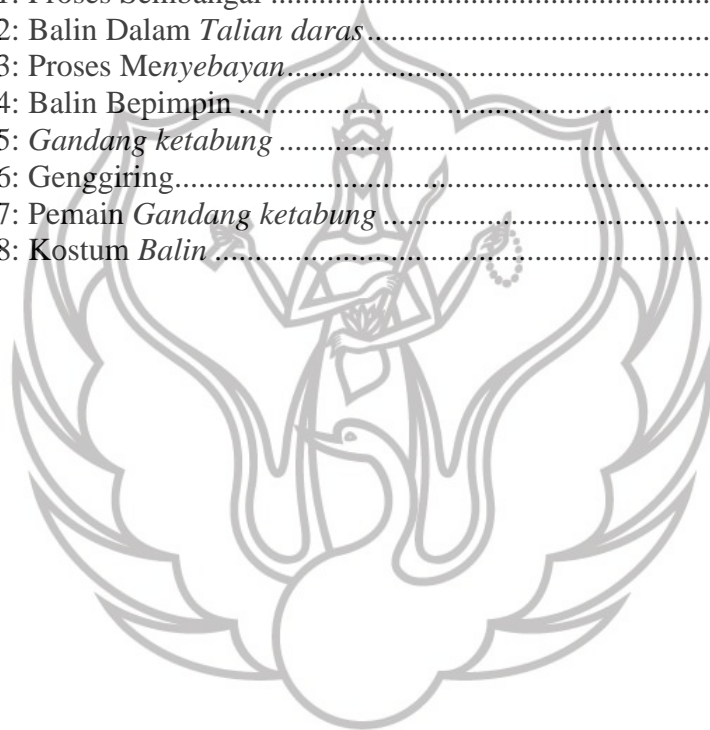 1: Proses Sembangar ........................................................
2: Balin Dalam Talian daras ........................................................
3: Proses Menyebayan ........................................................
4: Balin Bepimpin ........................................................
5: Gandang ketabung ........................................................
6: Genggiring ........................................................
7: Pemain Gandang ketabung ........................................................
8: Kostum Balin ........................................................